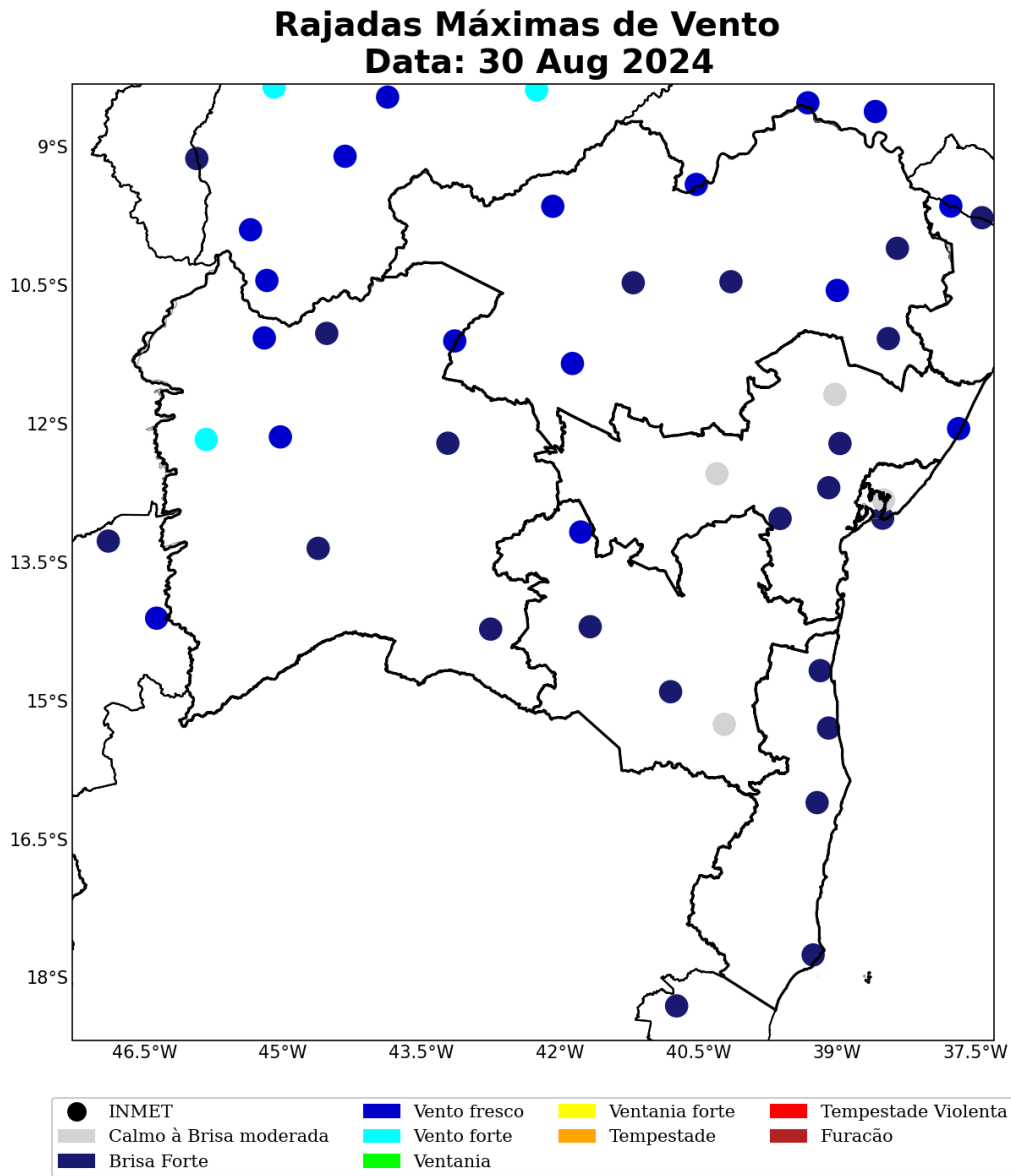 Rajadas Máximas de Vento
Data: 30 Aug 2024
9°S
10.5°S
12°S
13.5°S
15°S
16.5°S
18°S
46.5°W 45°W 43.5°W 42°W 40.5°W 39°W 37.5°W
INMET Vento fresco Ventania forte Tempestade Violenta
Calmo à Brisa moderada Vento forte Tempestade Furacão
Brisa Forte Ventania